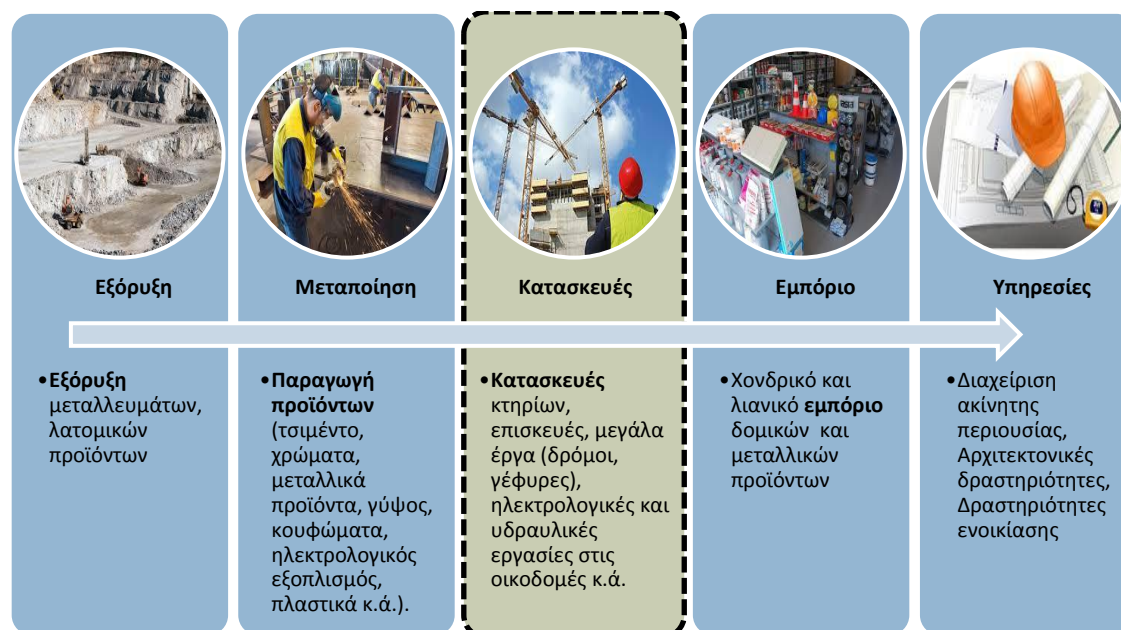 Εξόρυξη
Μεταποίηση
Κατασκευές
Εμπόριο
Υπηρεσίες
•Εξόρυξη
μεταλλευμάτων,
λατομικών
προϊόντων
•Παραγωγή
προϊόντων
(τσιμέντο,
χρώματα,
μεταλλικά
προϊόντα, γύψος,
κουφώματα,
ηλεκτρολογικός
εξοπλισμός,
πλαστικά κ.ά.).
•Κατασκευές
κτηρίων,
επισκευές, μεγάλα
έργα (δρόμοι,
γέφυρες),
ηλεκτρολογικές και
υδραυλικές
εργασίες στις
οικοδομές κ.ά.
•Χονδρικό και
λιανικό εμπόριο
δομικών και
μεταλλικών
προϊόντων
•Διαχείριση
ακίνητης
περιουσίας,
Αρχιτεκτονικές
δραστηριότητες,
Δραστηριότητες
ενοικίασης